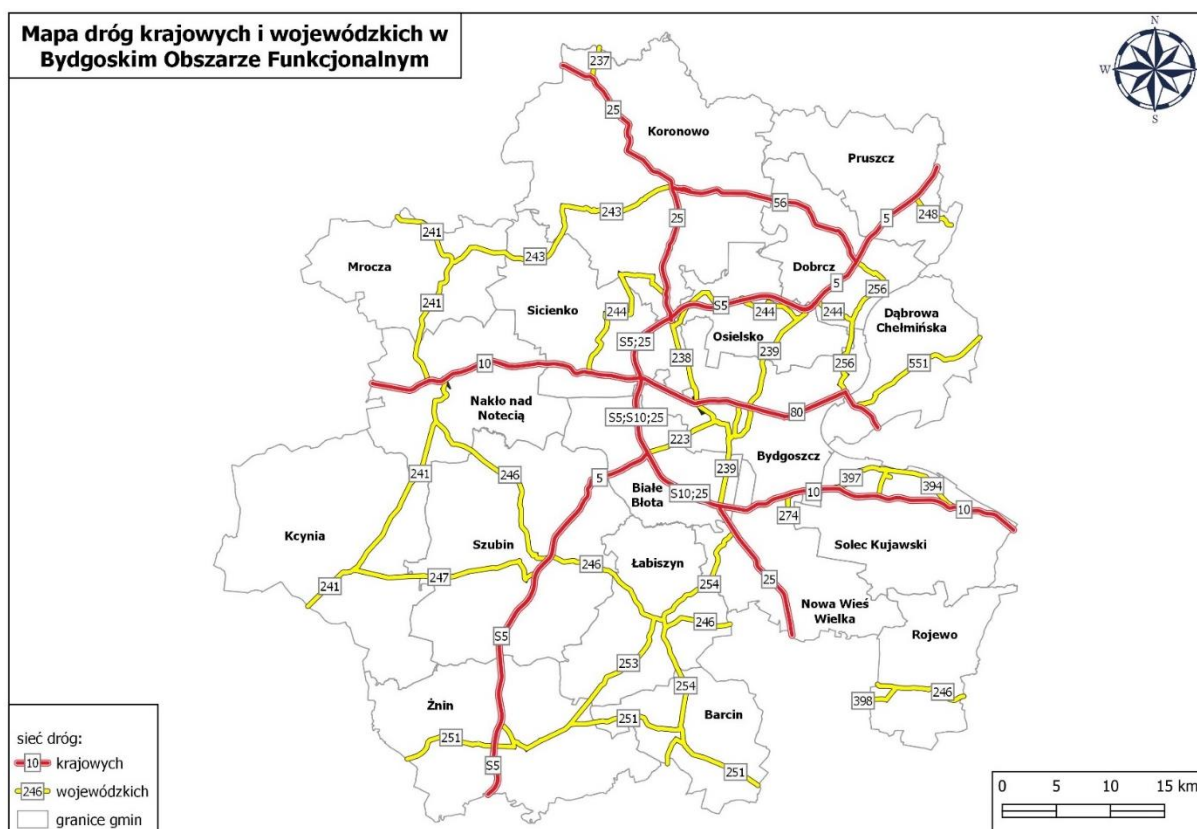 Mapa dróg krajowych i wojewódzkich w
Bydgoskim Obszarze Funkcjonalnym
N
W
E
S
237
25
Koronowo
Pruszcz
56
243
25
5
248
241
243
Mrocza
Dobrcz
5
256
241
Sicienko
244
S5
244
244
Dąbrowa
Chełmińska
Osielsko
S5;25
238
239
10
256
551
Nakło nad
Notecią
S5;S10;25
80
223
Bydgoszcz
241
246
5
239
397
Białe
Błota
S10;25
10
394
274
10
Kcynia
Szubin
Solec Kujawski
246
Łabiszyn
241
247
254
25
Nowa Wieś
Wielka
246
Rojewo
S5
253
254
398
246
Żnin
251
Barcin
251
S5
251
sieć dróg:
10 krajowych
246 wojewódzkich
granice gmin
0 5 10 15 km